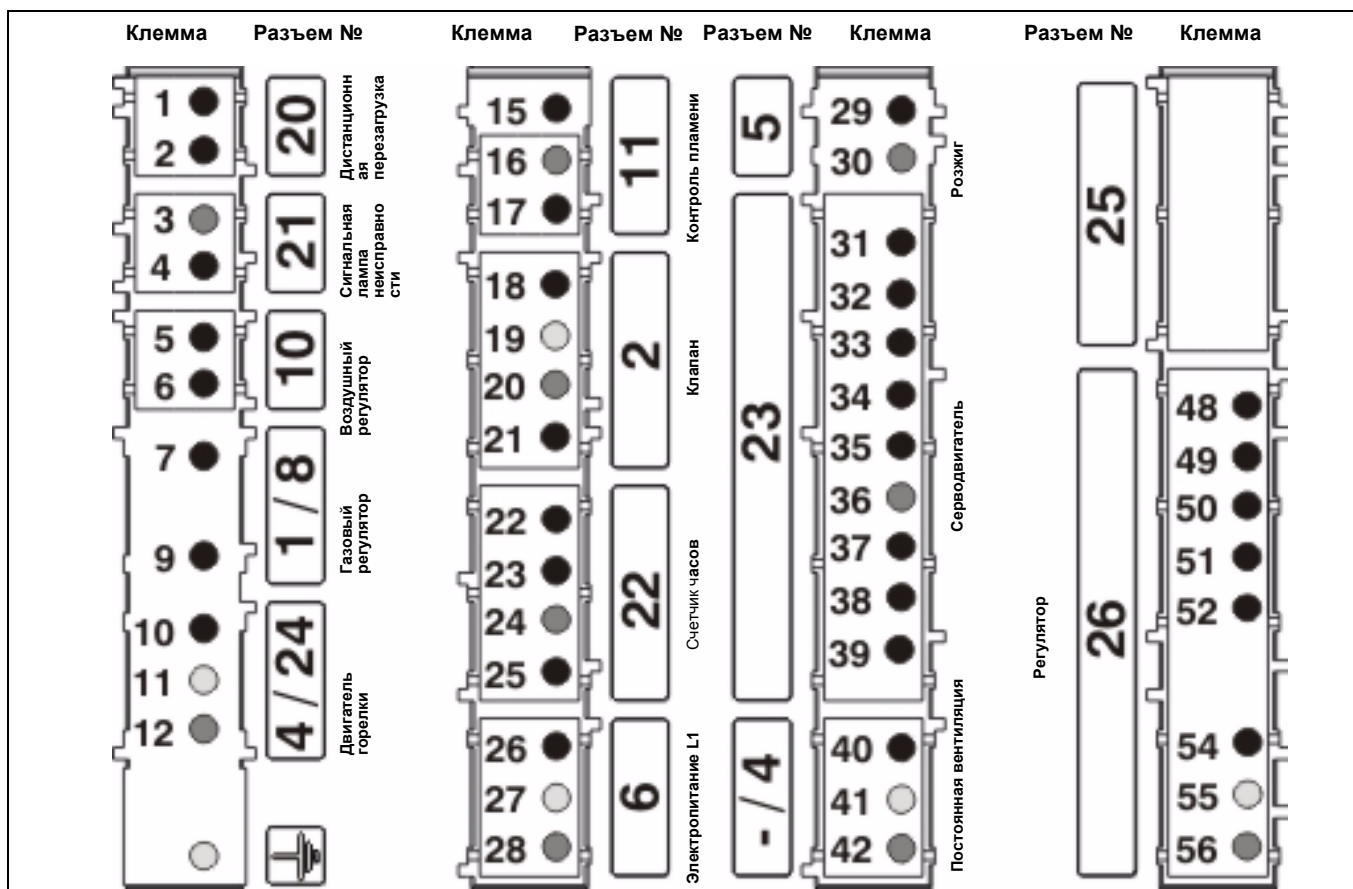 Клемма Разъем № Клемма Разъем № Разъем № Клемма Разъем № Клемма
1
2
20
Дистанционн
ая перезагрузка
3
4
21
Сигнальная
лампа
неисправно
сти
5
6
10
Воздушный
регулятор
7
9
1 / 8
Газовый
регулятор
10
11
12
4 / 24
Двигатель
горелки
15
16
17
11
Контроль пламени
18
19
20
21
2
Клапан
22
23
24
25
22
Счетчик часов
26
27
28
6
Электропитание L1
5
29
30
Розжиг
23
31
32
33
34
35
36
37
38
39
Серводвигатель
- / 4
40
41
42
Постоянная вентиляция
25
Регулятор
26
48
49
50
51
52
54
55
56